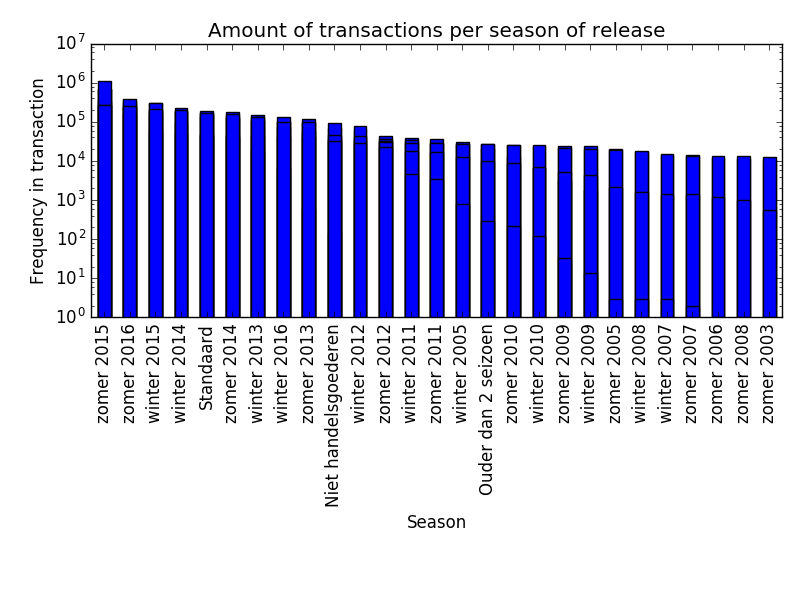 Amount of transactions per season of release
Frequency in transaction
10^7
10^6
10^5
10^4
10^3
10^2
10^1
10^0
zomer 2015
zomer 2016
winter 2015
winter 2014
Standaard
zomer 2014
winter 2013
winter 2016
zomer 2013
Niet handelsgoederen
winter 2012
zomer 2012
winter 2011
zomer 2011
winter 2005
Ouder dan 2 seizoen
zomer 2010
winter 2010
zomer 2009
winter 2009
zomer 2005
winter 2008
winter 2007
zomer 2007
zomer 2006
zomer 2008
zomer 2003
Season